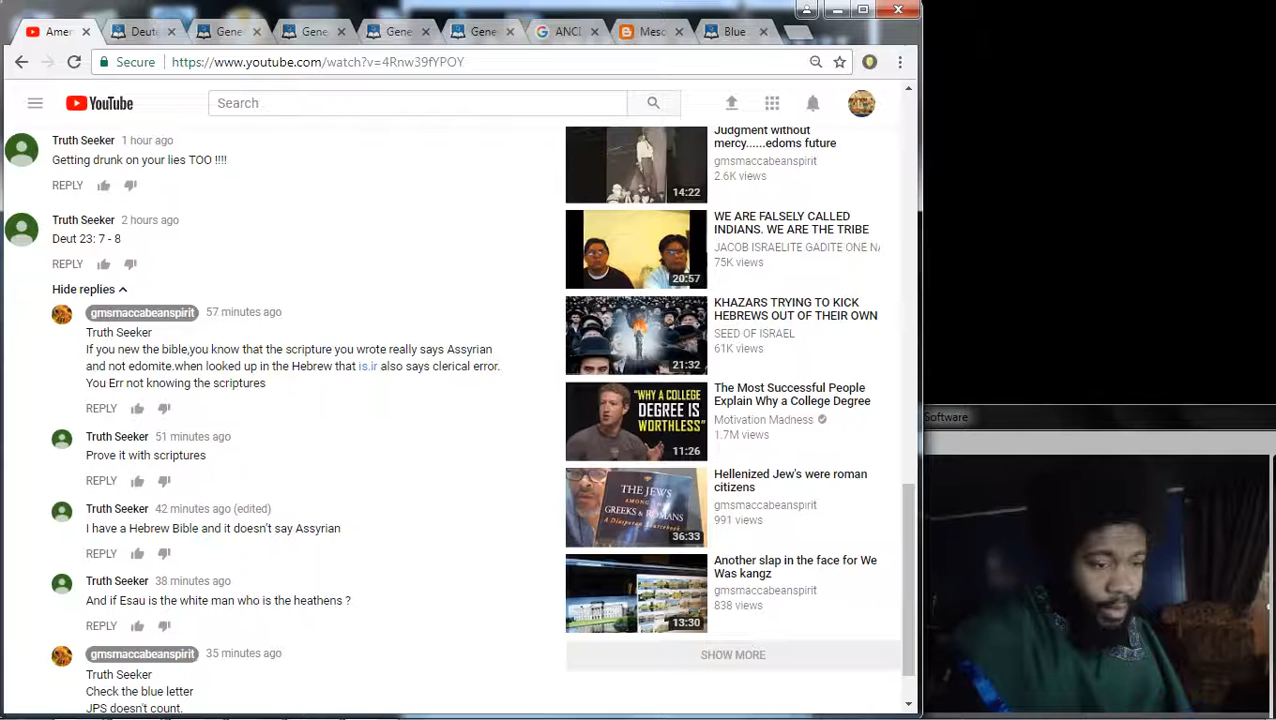 Amer
Deute
Gene
Gene
Gene
Gene
ANCI
Meso
Blue
Secure
https://www.youtube.com/watch?v=4Rnw39fYPOY
YouTube
Search
Truth Seeker 1 hour ago
Getting drunk on your lies TOO !!!!
REPLY
Truth Seeker 2 hours ago
Deut 23: 7 - 8
REPLY
Hide replies
gmsmaccabeanspirit 57 minutes ago
Truth Seeker
If you new the bible,you know that the scripture you wrote really says Assyrian
and not edomite.when looked up in the Hebrew that is.ir also says clerical error.
You Err not knowing the scriptures
REPLY
Truth Seeker 51 minutes ago
Prove it with scriptures
REPLY
Truth Seeker 42 minutes ago (edited)
I have a Hebrew Bible and it doesn't say Assyrian
REPLY
Truth Seeker 38 minutes ago
And if Esau is the white man who is the heathens ?
REPLY
gmsmaccabeanspirit 35 minutes ago
Truth Seeker
Check the blue letter
JPS doesn't count.
Judgment without
mercy......edoms future
gmsmaccabeanspirit
2.6K views
14:22
WE ARE FALSELY CALLED
INDIANS. WE ARE THE TRIBE
JACOB ISRAELITE GADITE ONE NA
75K views
20:57
KHAZARS TRYING TO KICK
HEBREWS OUT OF THEIR OWN
SEED OF ISRAEL
61K views
21:32
The Most Successful People
Explain Why a College Degree
Motivation Madness
1.7M views
"WHY A COLLEGE
DEGREE IS
WORTHLESS"
11:26
Hellenized Jew's were roman
citizens
gmsmaccabeanspirit
991 views
THE JEWS
AMONG THE
GREEKS & ROMANS
A Diasporan Sourcebook
36:33
Another slap in the face for We
Was kangz
gmsmaccabeanspirit
838 views
13:30
SHOW MORE
Software